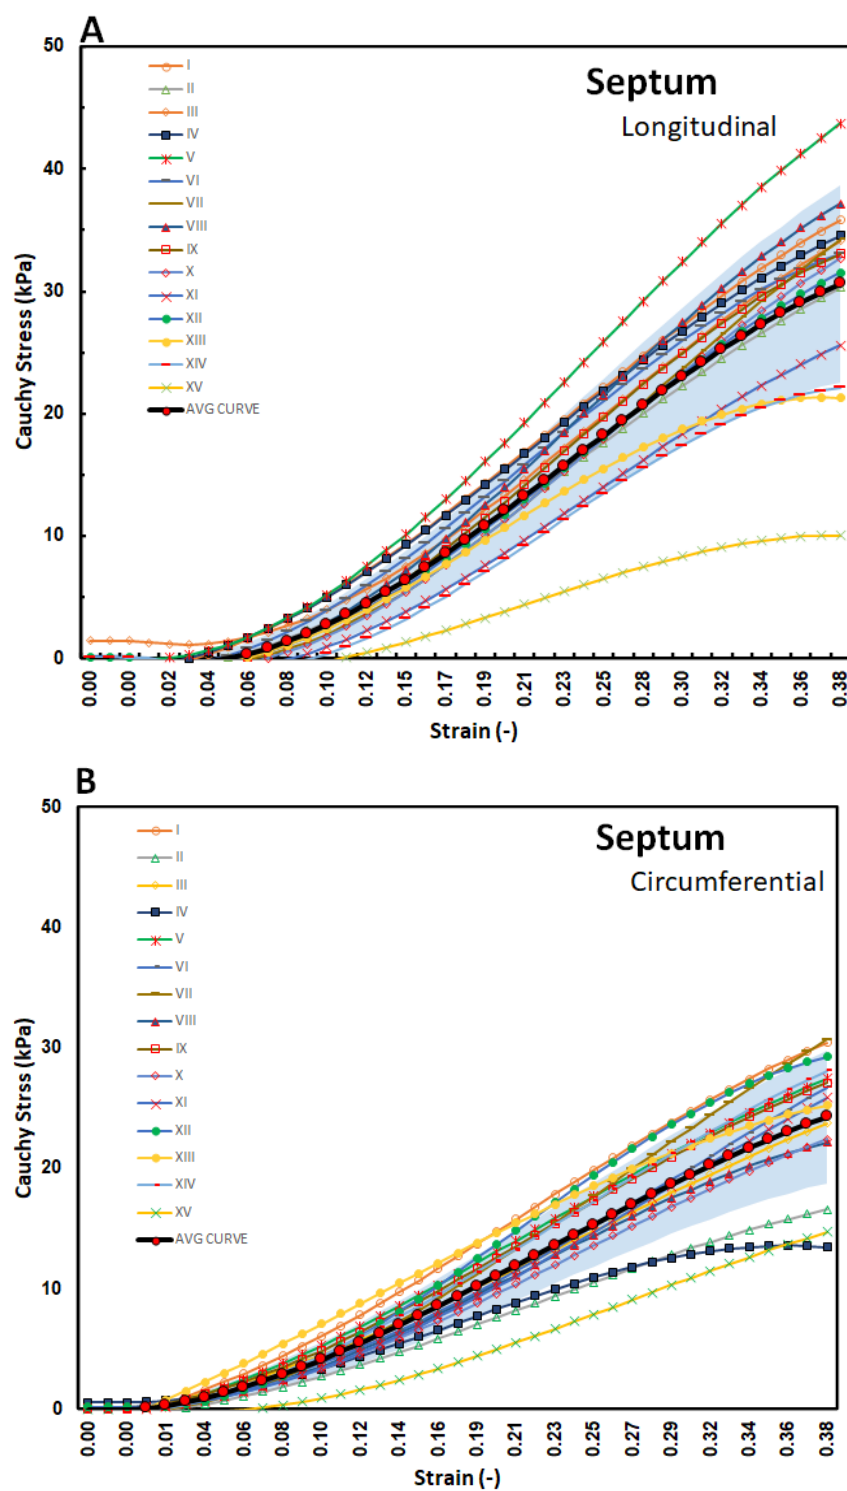 A
50
40
30
20
10
0
Cauchy Stress (kPa)
Septum
Longitudinal
I
II
III
IV
V
VI
VII
VIII
IX
X
XI
XII
XIII
XIV
XV
AVG CURVE
0.00 0.00 0.02 0.04 0.06 0.08 0.10 0.12 0.15 0.17 0.19 0.21 0.23 0.25 0.28 0.30 0.32 0.34 0.36 0.38
Strain (-)
B
50
40
30
20
10
0
Cauchy Strss (kPa)
Septum
Circumferential
I
II
III
IV
V
VI
VII
VIII
IX
X
XI
XII
XIII
XIV
XV
AVG CURVE
0.00 0.00 0.01 0.04 0.06 0.08 0.10 0.12 0.14 0.16 0.19 0.21 0.23 0.25 0.27 0.29 0.32 0.34 0.36 0.38
Strain (-)